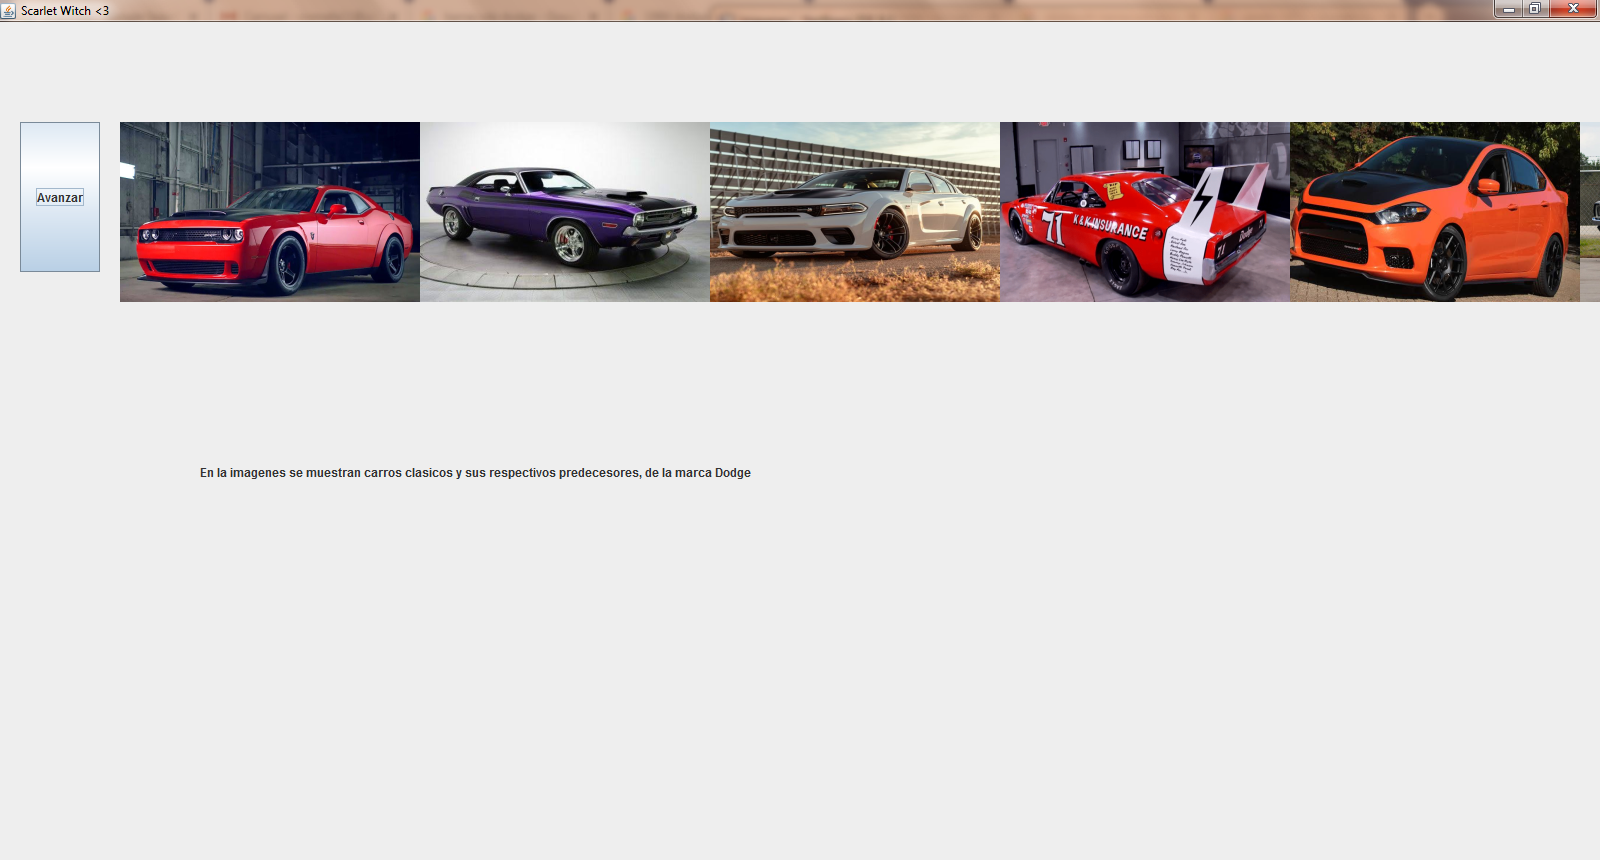 Scarlet Witch <3
Avanzar
71
K & K INSURANCE
71
Dodge
En la imagenes se muestran carros clasicos y sus respectivos predecesores, de la marca Dodge